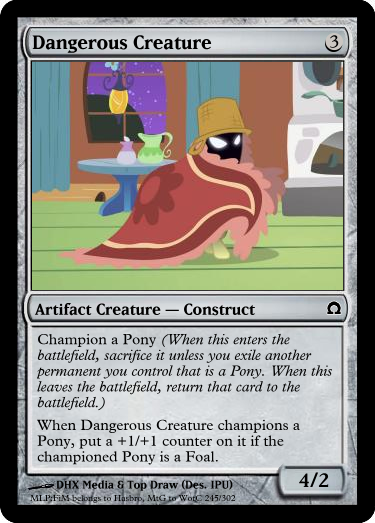 Dangerous Creature 3
Artifact Creature — Construct
Champion a Pony (When this enters the
battlefield, sacrifice it unless you exile another
permanent you control that is a Pony. When this
leaves the battlefield, return that card to the
battlefield.)
When Dangerous Creature champions a
Pony, put a +1/+1 counter on it if the
championed Pony is a Foal.
4/2
DHX Media & Top Draw (Des. IPU)
MLP:FiM belongs to Hasbro, MtG to WotC 245/302